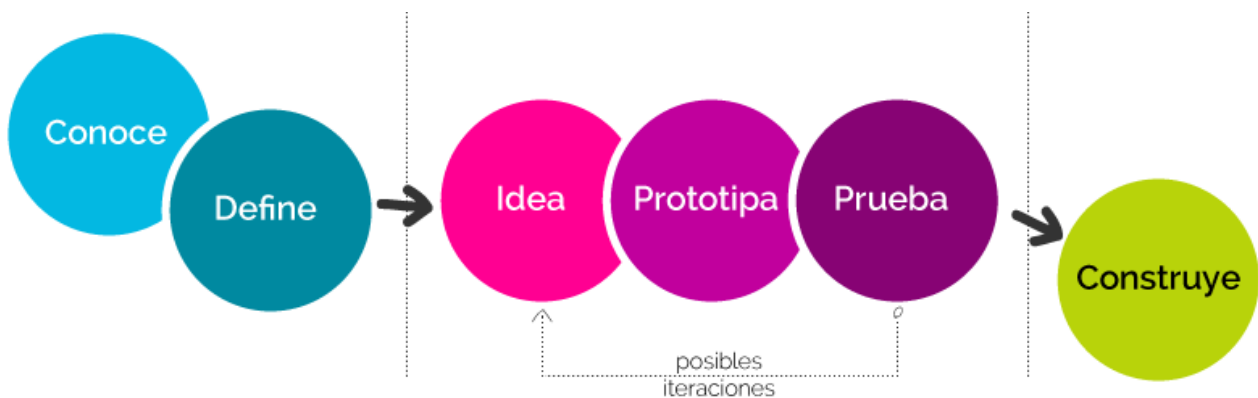 Conoce
Define
Idea
Prototipa
Prueba
Construye
posibles
iteraciones